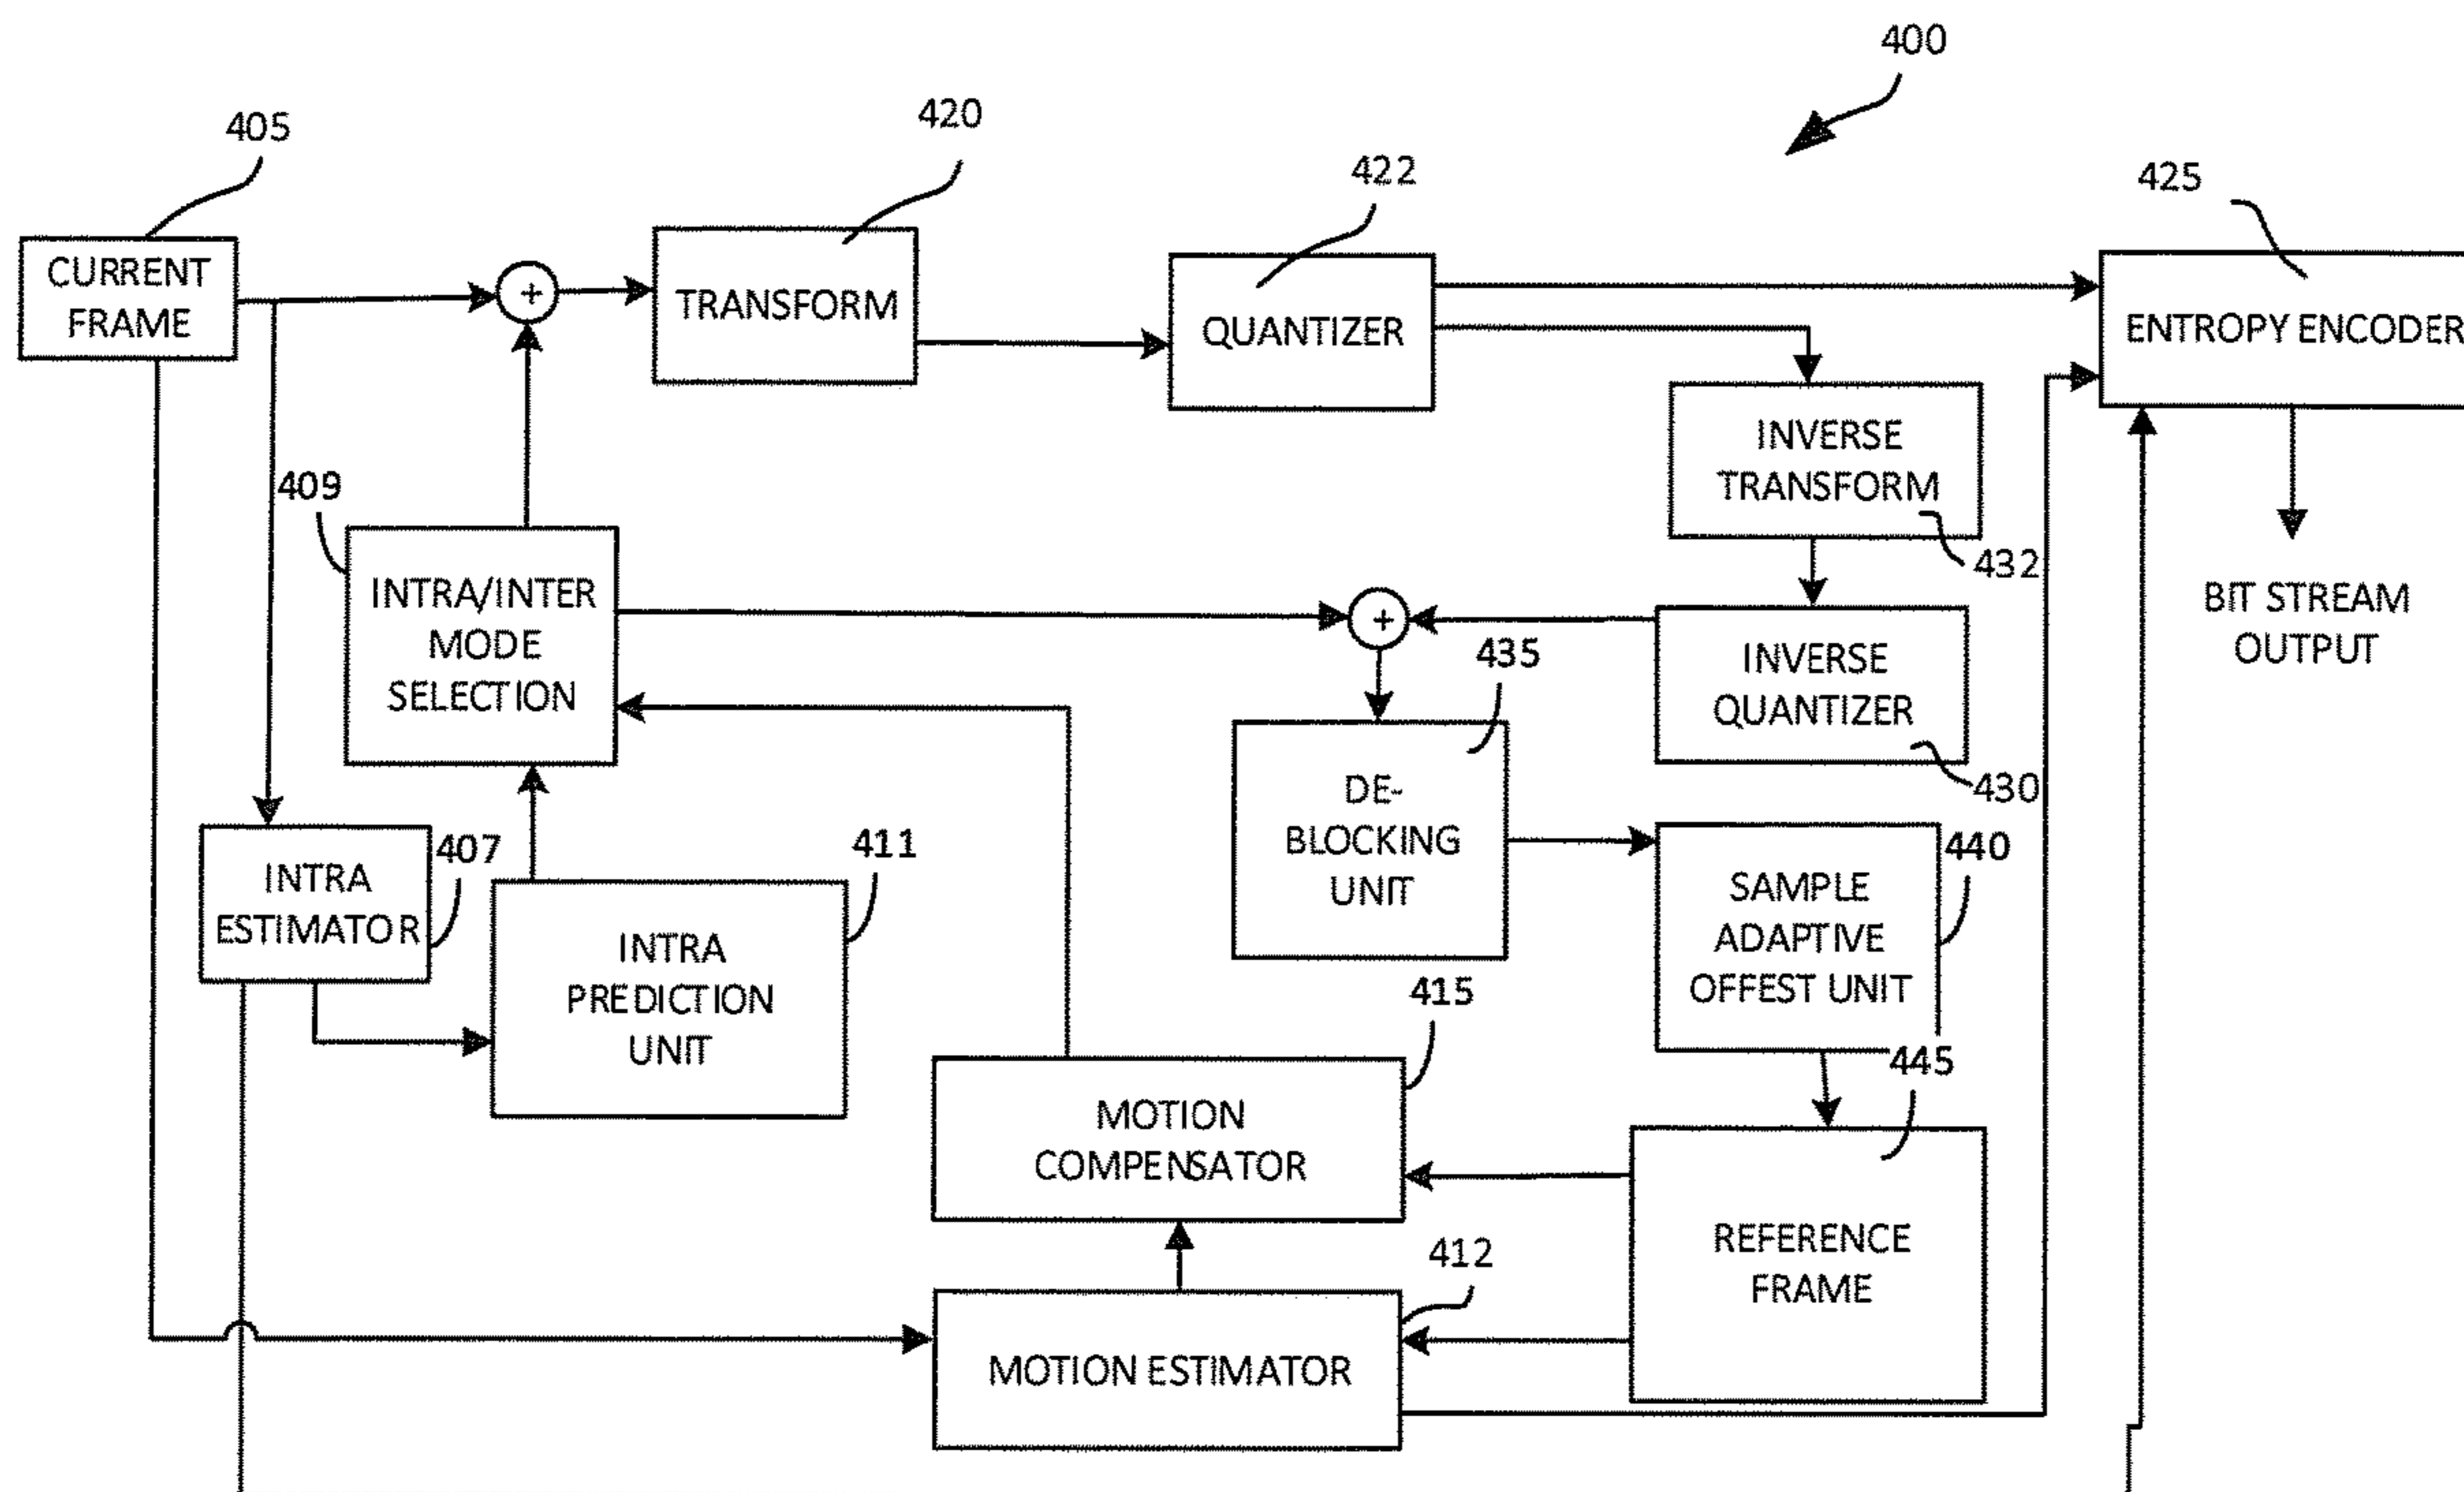 400
405
420
422
425
CURRENT
FRAME
+
TRANSFORM
QUANTIZER
ENTROPY ENCODER
INVERSE
TRANSFORM
432
409
INTRA/INTER
MODE
SELECTION
+
435
INVERSE
QUANTIZER
430
BIT STREAM
OUTPUT
DE-
BLOCKING
UNIT
INTRA
ESTIMATOR
407
411
INTRA
PREDICTION
UNIT
440
SAMPLE
ADAPTIVE
OFFEST UNIT
415
445
MOTION
COMPENSATOR
REFERENCE
FRAME
412
MOTION ESTIMATOR